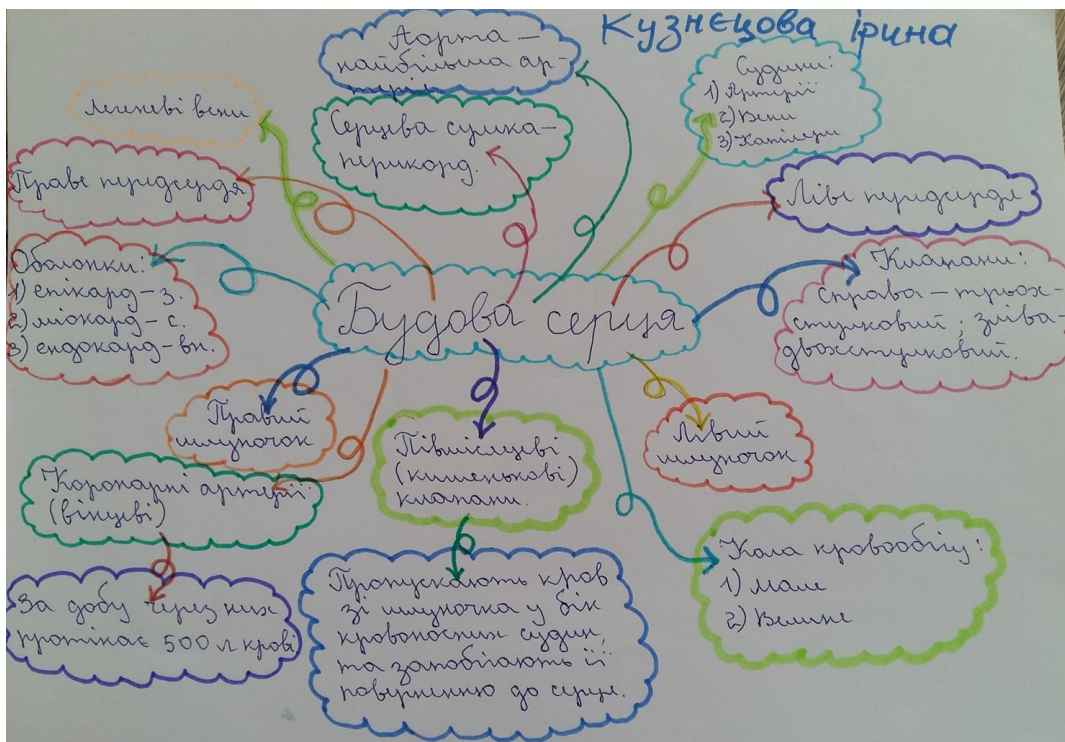 Кузнєцова Ірина
Аорта –
найбільша ар-
терія
Судини:
1) Артерії
2) Вени
3) Капіляри
Легеневі вени
Серцева сумка –
перикард.
Праве передсердя
Ліве передсердя
Оболонки:
1) епікард – з.
2) міокард – с.
3) ендокард – вн.
Будова серця
Клапани:
справа – трьох-
стулковий; зліва –
двохстулковий.
Правий
шлуночок
Півмісяцеві
(кишенькові)
клапани.
Лівий
шлуночок
Коронарні артерії
(вінцеві)
Кола кровообігу:
1) Мале
2) Велике
За добу через них
протікає 500 л крові
Пропускають кров
зі шлуночка у бік
кровоносних судин,
та запобігають її
поверненню до серця.